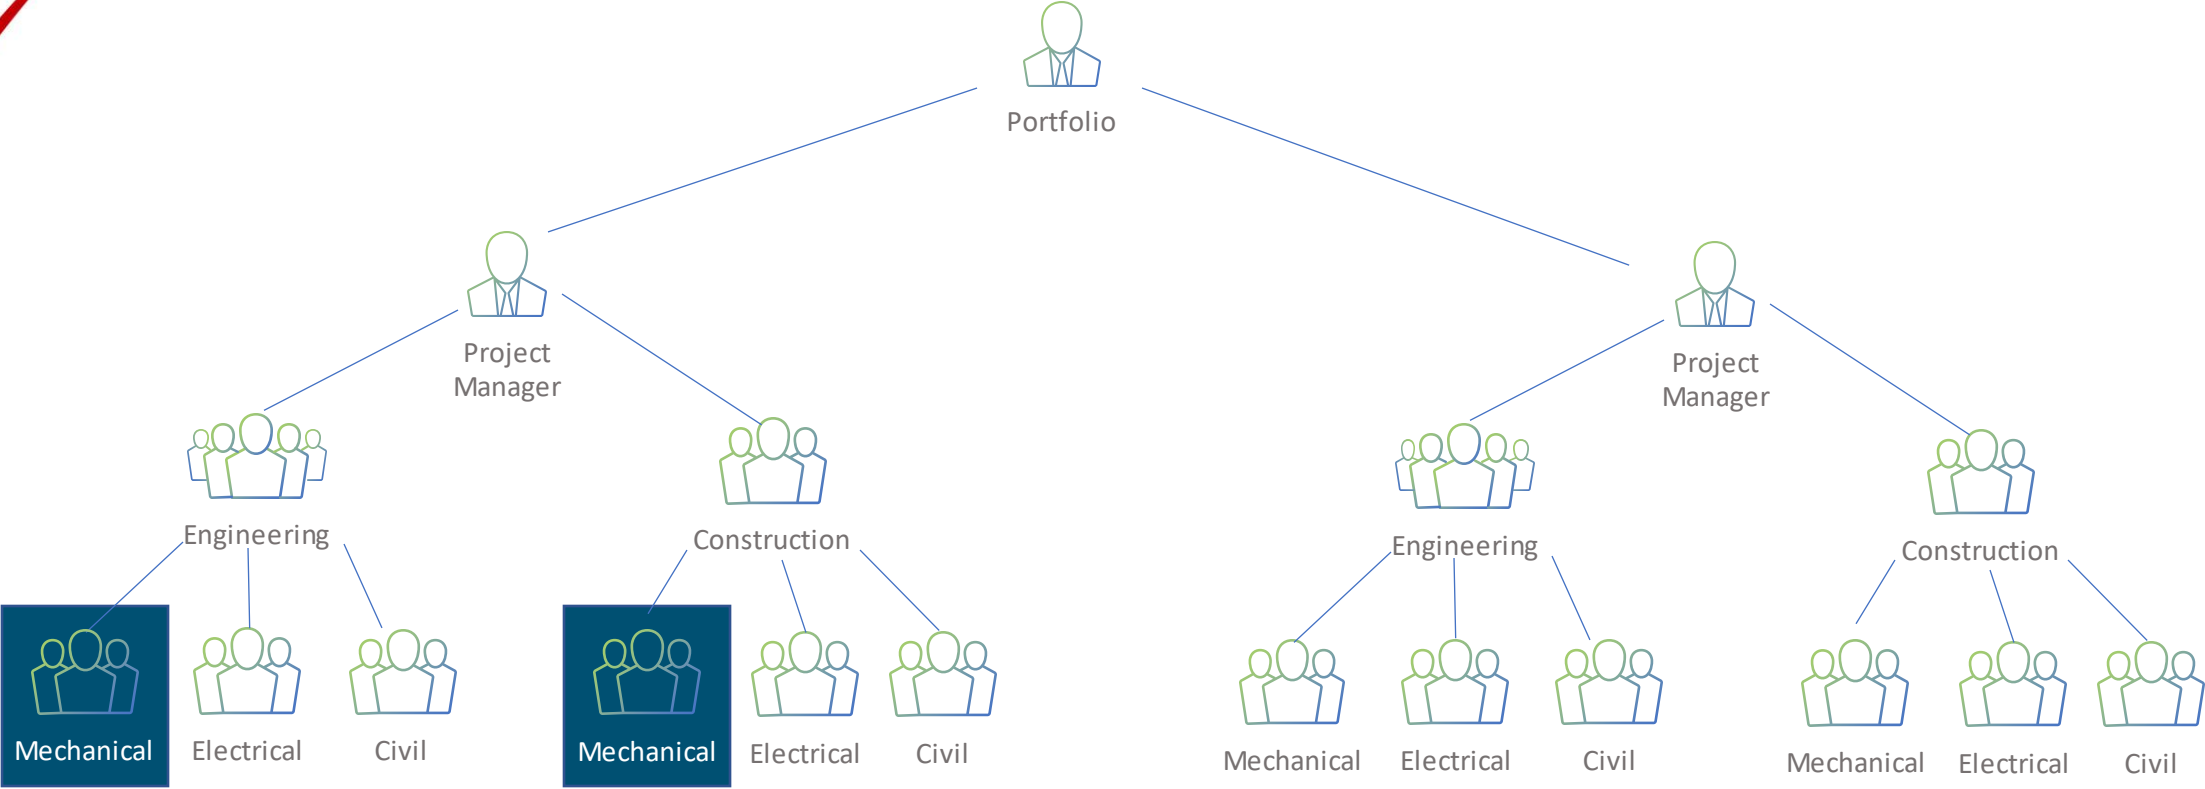 Portfolio
Project
Manager
Project
Manager
Engineering
Construction
Engineering
Construction
Mechanical
Electrical
Civil
Mechanical
Electrical
Civil
Mechanical
Electrical
Civil
Mechanical
Electrical
Civil